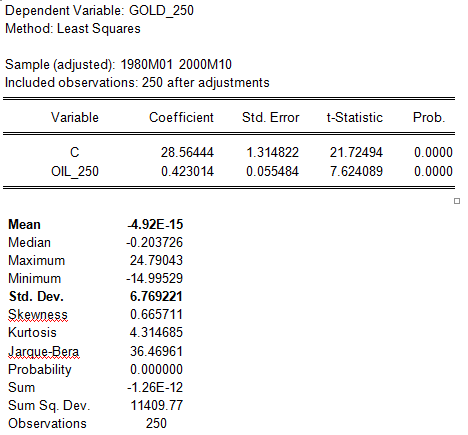 Dependent Variable: GOLD_250
Method: Least Squares
Sample (adjusted): 1980M01 2000M10
Included observations: 250 after adjustments
Variable Coefficient Std. Error t-Statistic Prob.
C 28.56444 1.314822 21.72494 0.0000
OIL_250 0.423014 0.055484 7.624089 0.0000
Mean -4.92E-15
Median -0.203726
Maximum 24.79043
Minimum -14.99529
Std. Dev. 6.769221
Skewness 0.665711
Kurtosis 4.314685
Jarque-Bera 36.46961
Probability 0.000000
Sum -1.26E-12
Sum Sq. Dev. 11409.77
Observations 250